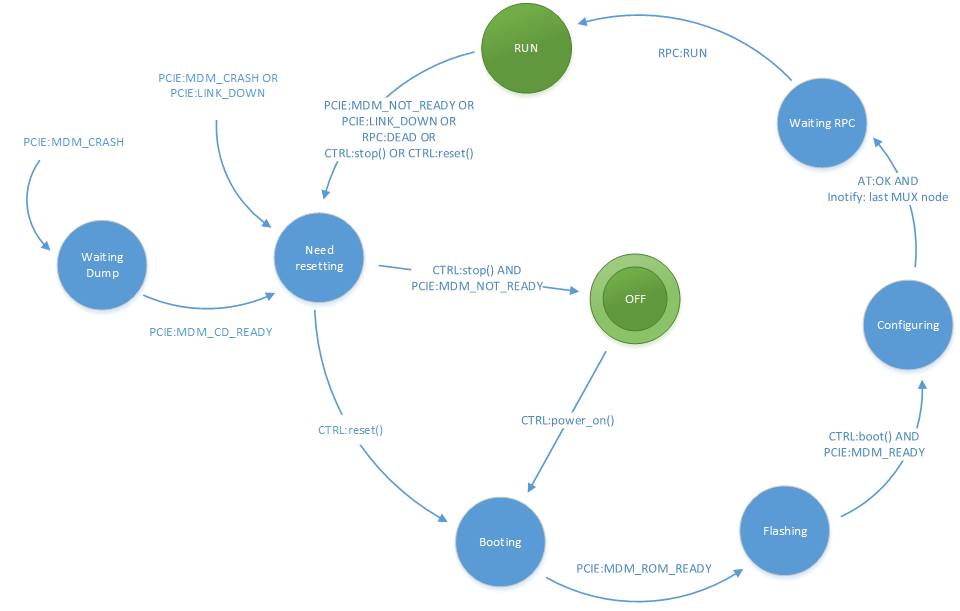 RUN
RPC:RUN
PCIE:MDM_CRASH OR
PCIE:LINK_DOWN
PCIE:MDM_NOT_READY OR
PCIE:LINK_DOWN OR
RPC:DEAD OR
CTRL:stop() OR CTRL:reset()
Waiting RPC
PCIE:MDM_CRASH
AT:OK AND
Inotify: last MUX node
Waiting
Dump
Need
resetting
CTRL:stop() AND
PCIE:MDM_NOT_READY
OFF
PCIE:MDM_CD_READY
Configuring
CTRL:reset()
CTRL:power_on()
CTRL:boot() AND
PCIE:MDM_READY
Booting
Flashing
PCIE:MDM_ROM_READY